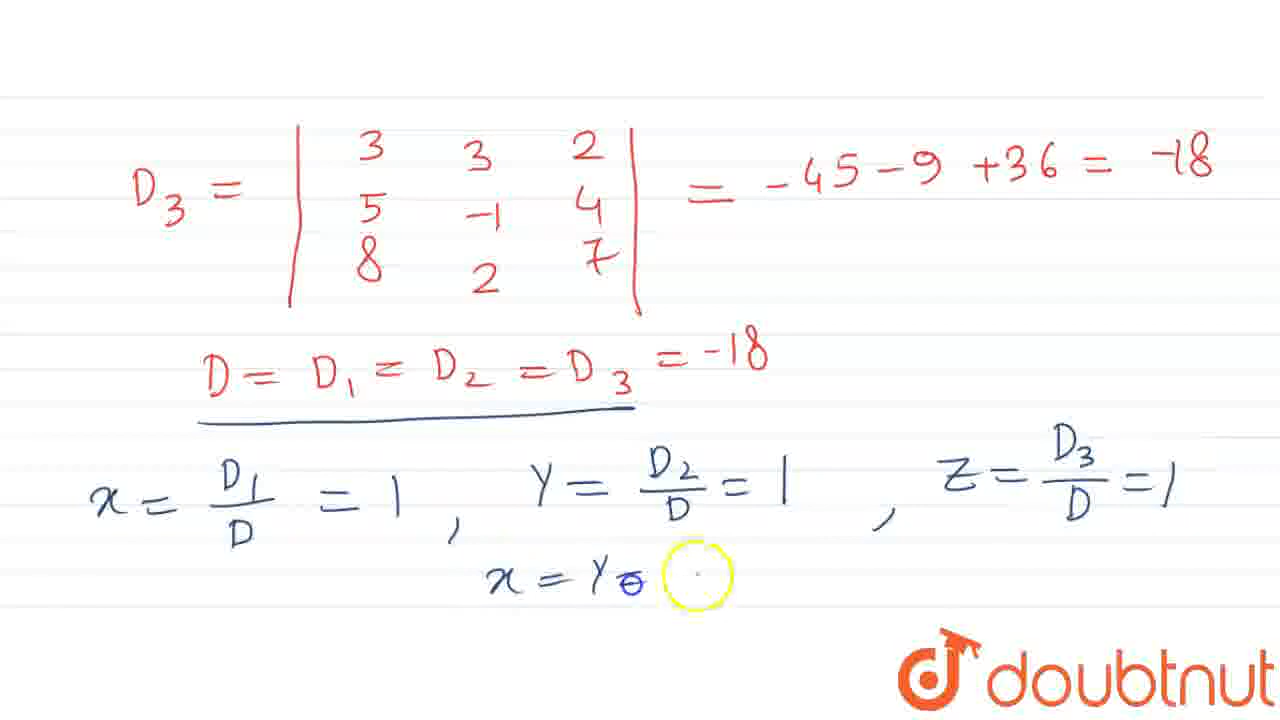 D₃ = | 3 3 2 | = -45 - 9 + 36 = -18
| 5 -1 4 |
| 8 2 7 |
D = D₁ = D₂ = D₃ = -18
x = D₁/D = 1 , Y = D₂/D = 1 , Z = D₃/D = 1
x = Y =
doubtnut